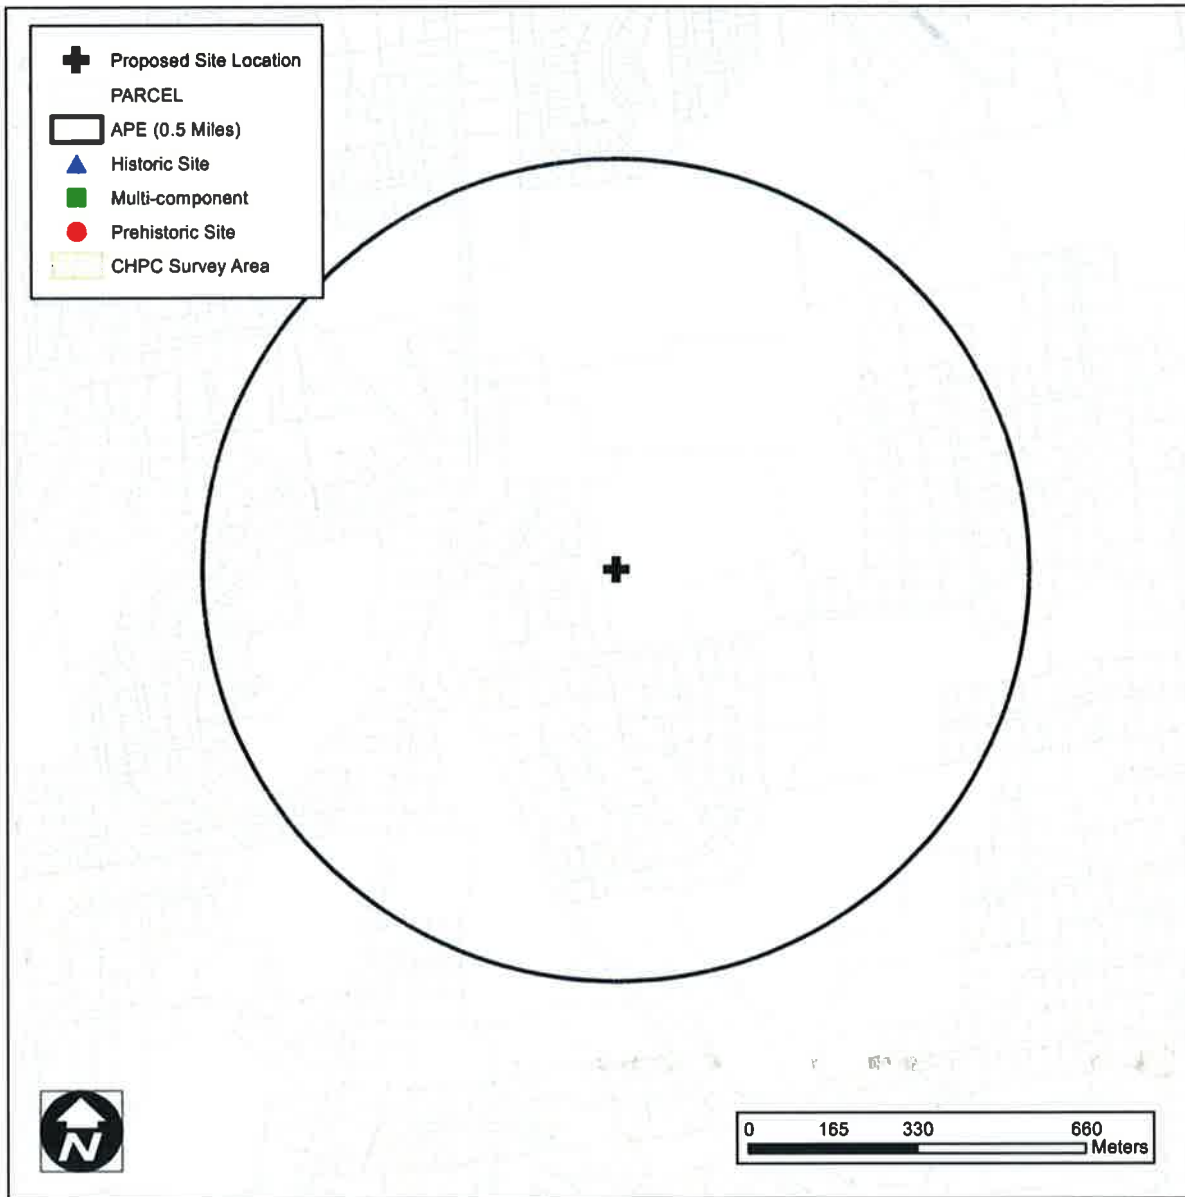 Proposed Site Location
PARCEL
APE (0.5 Miles)
Historic Site
Multi-component
Prehistoric Site
CHPC Survey Area
N
0 165 330 660
Meters